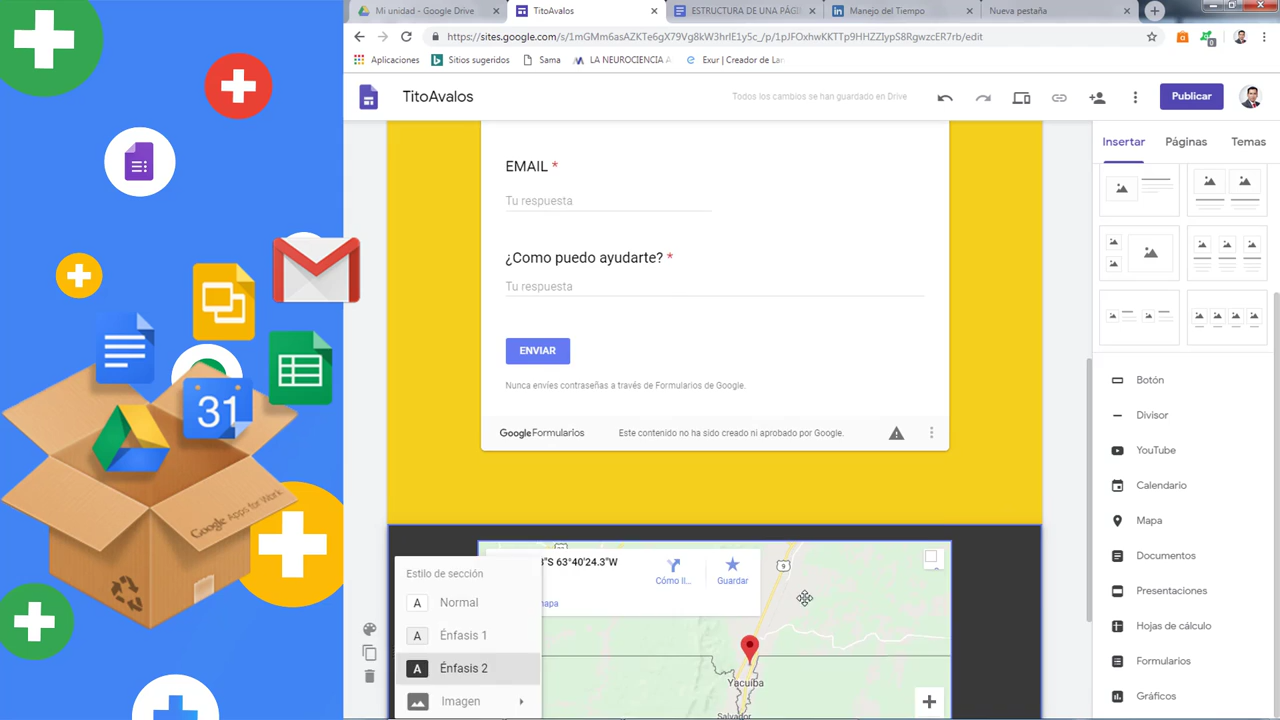 Mi unidad - Google Drive
TitoAvalos
ESTRUCTURA DE UNA PÁGI
Manejo del Tiempo
Nueva pestaña
https://sites.google.com/s/1mGMm6asAZKTe6gX79Vg8kW3hrlE1y5c_/p/1pJFOxhwKKTTp9HHZZIypS8RgwzcER7rb/edit
Aplicaciones
Sitios sugeridos
Sama
LA NEUROCIENCIA A
Exur | Creador de Lan
TitoAvalos
Todos los cambios se han guardado en Drive
Publicar
Insertar
Páginas
Temas
EMAIL *
Tu respuesta
¿Como puedo ayudarte? *
Tu respuesta
ENVIAR
Nunca envíes contraseñas a través de Formularios de Google.
Google Formularios
Este contenido no ha sido creado ni aprobado por Google.
Botón
Divisor
YouTube
Calendario
Mapa
Documentos
Presentaciones
Hojas de cálculo
Formularios
Gráficos
Estilo de sección
A Normal
A Énfasis 1
A Énfasis 2
Imagen
"S 63°40'24.3"W
Cómo ll...
Guardar
mapa
9
Yacuiba
Salvador
31
Google Apps for Work